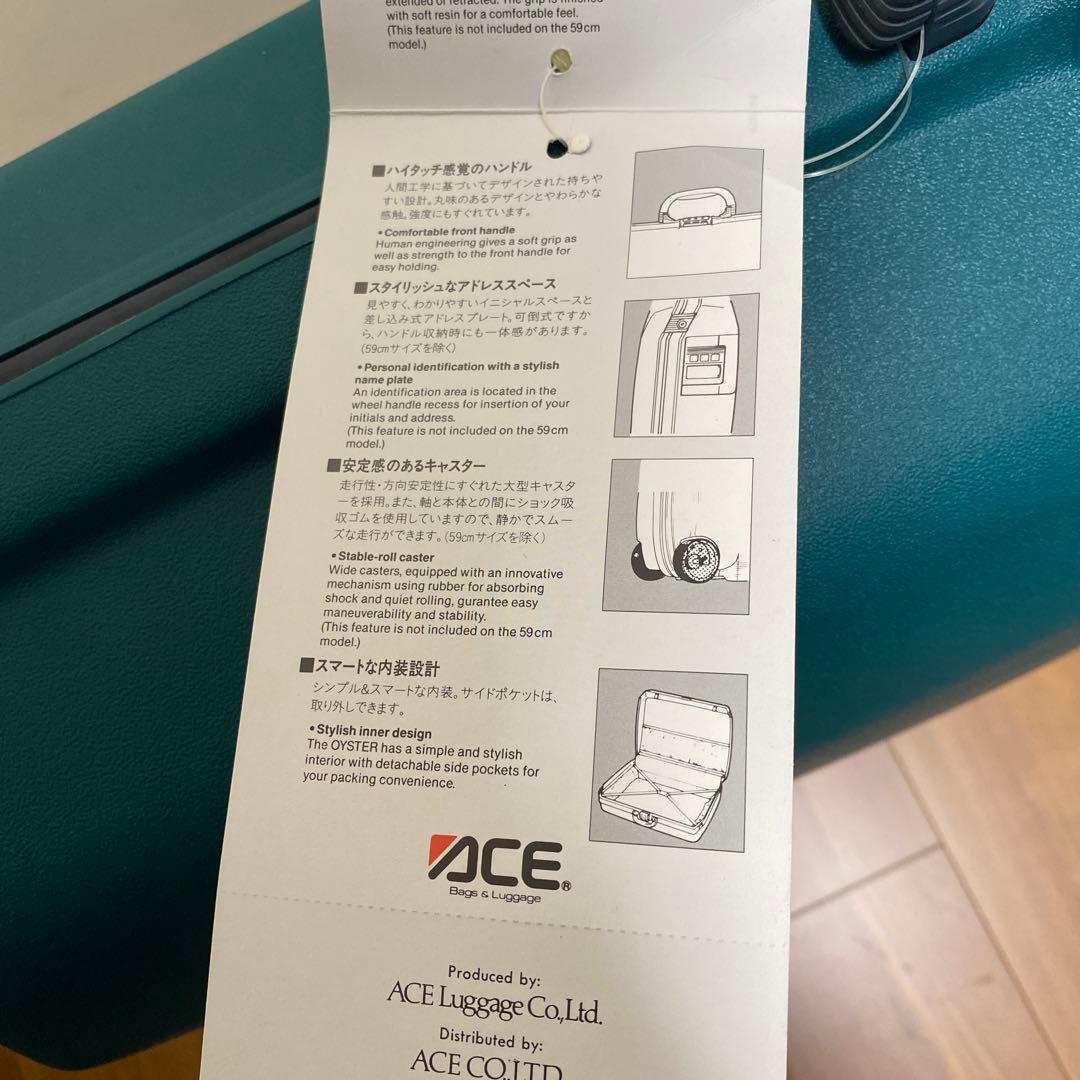 extended or retracted. The grip is finished
with soft resin for a comfortable feel.
(This feature is not included on the 59cm
model.)
■ハイタッチ感覚のハンドル
人間工学に基づいてデザインされた持ちや
すい設計。丸味のあるデザインとやわらかな
感触。強度にもすぐれています。
•Comfortable front handle
Human engineering gives a soft grip as
well as strength to the front handle for
easy holding.
■スタイリッシュなアドレススペース
見やすく、わかりやすいイニシャルスペースと
差し込み式アドレスプレート。可倒式ですか
ら、ハンドル収納時にも一体感があります。
(59cmサイズを除く)
•Personal identification with a stylish
name plate
An identification area is located in the
wheel handle recess for insertion of your
initials and address.
(This feature is not included on the 59cm
model.)
■安定感のあるキャスター
走行性・方向安定性にすぐれた大型キャスタ
ーを採用。また、軸と本体との間にショック吸
収ゴムを使用していますので、静かでスムー
ズな走行ができます。(59cmサイズを除く)
•Stable-roll caster
Wide casters, equipped with an innovative
mechanism using rubber for absorbing
shock and quiet rolling, gurantee easy
maneuverability and stability.
(This feature is not included on the 59cm
model.)
■スマートな内装設計
シンプル&スマートな内装。サイドポケットは、
取り外しできます。
•Stylish inner design
The OYSTER has a simple and stylish
interior with detachable side pockets for
your packing convenience.
ACE®
Bags & Luggage
Produced by:
ACE Luggage Co.,Ltd.
Distributed by:
ACE CO.,LTD.